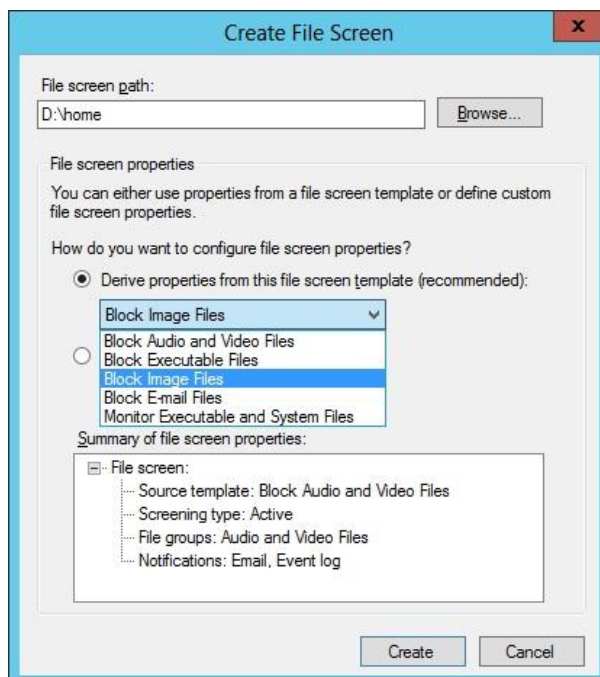 Create File Screen
x
File screen path:
D:\home
Browse...
File screen properties
You can either use properties from a file screen template or define custom
file screen properties.
How do you want to configure file screen properties?
Derive properties from this file screen template (recommended):
Block Image Files
Block Audio and Video Files
Block Executable Files
Block Image Files
Block E-mail Files
Monitor Executable and System Files
Summary of file screen properties:
File screen:
Source template: Block Audio and Video Files
Screening type: Active
File groups: Audio and Video Files
Notifications: Email, Event log
Create
Cancel